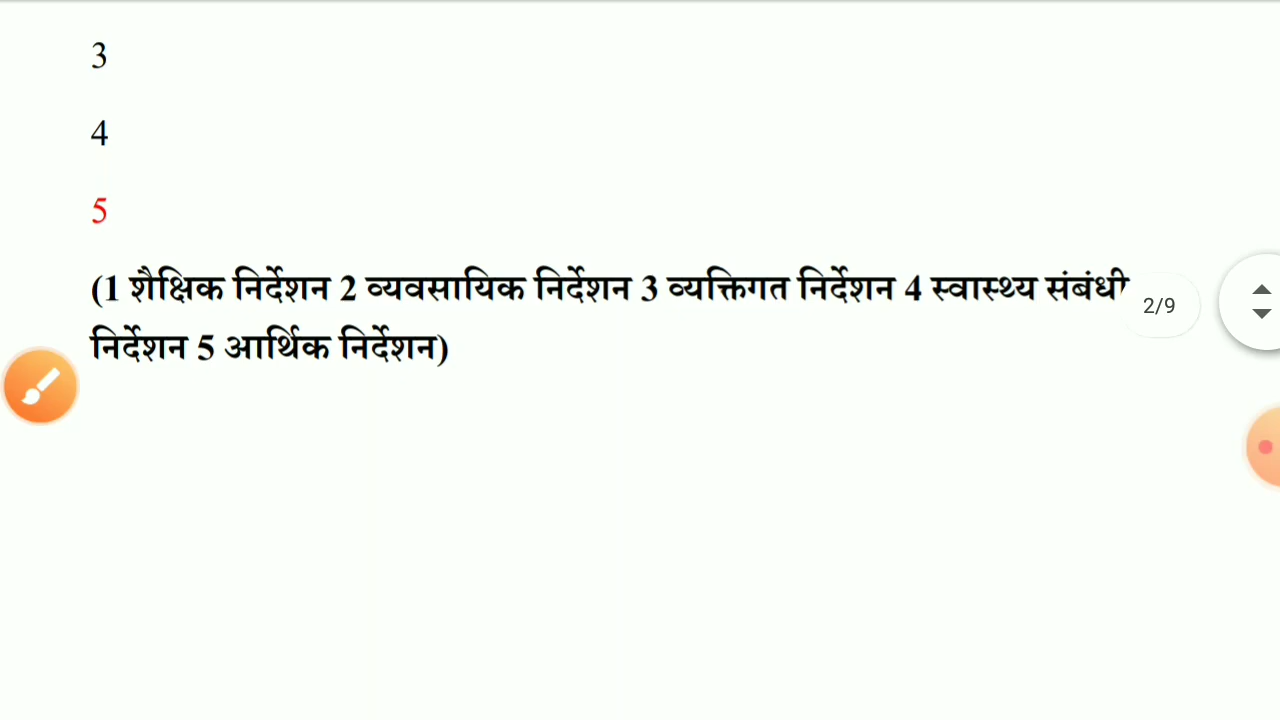 3
4
5
(1 शैक्षिक निर्देशन 2 व्यवसायिक निर्देशन 3 व्यक्तिगत निर्देशन 4 स्वास्थ्य संबंधी
2/9
निर्देशन 5 आर्थिक निर्देशन)